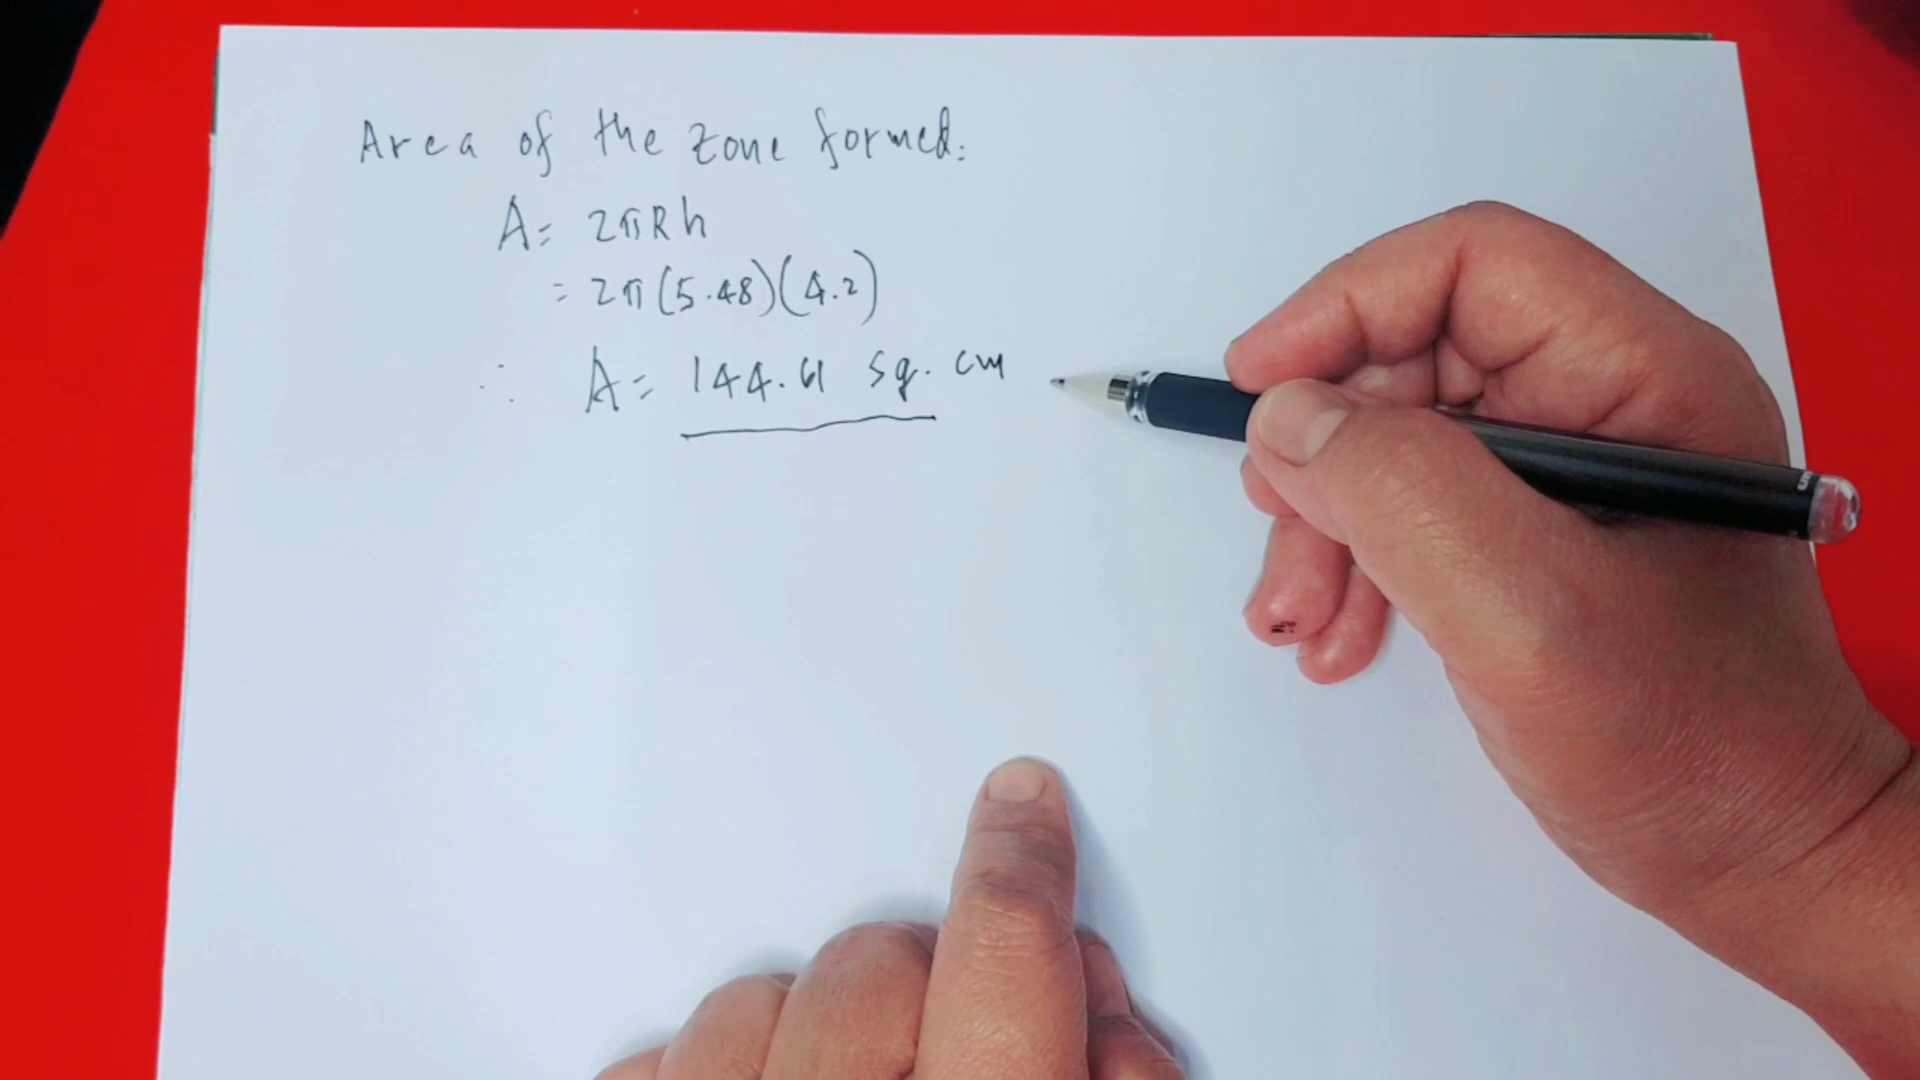 Area of the zone formed:
A = 2πRh
= 2π(5.48)(4.2)
∴ A = 144.61 sq. cm